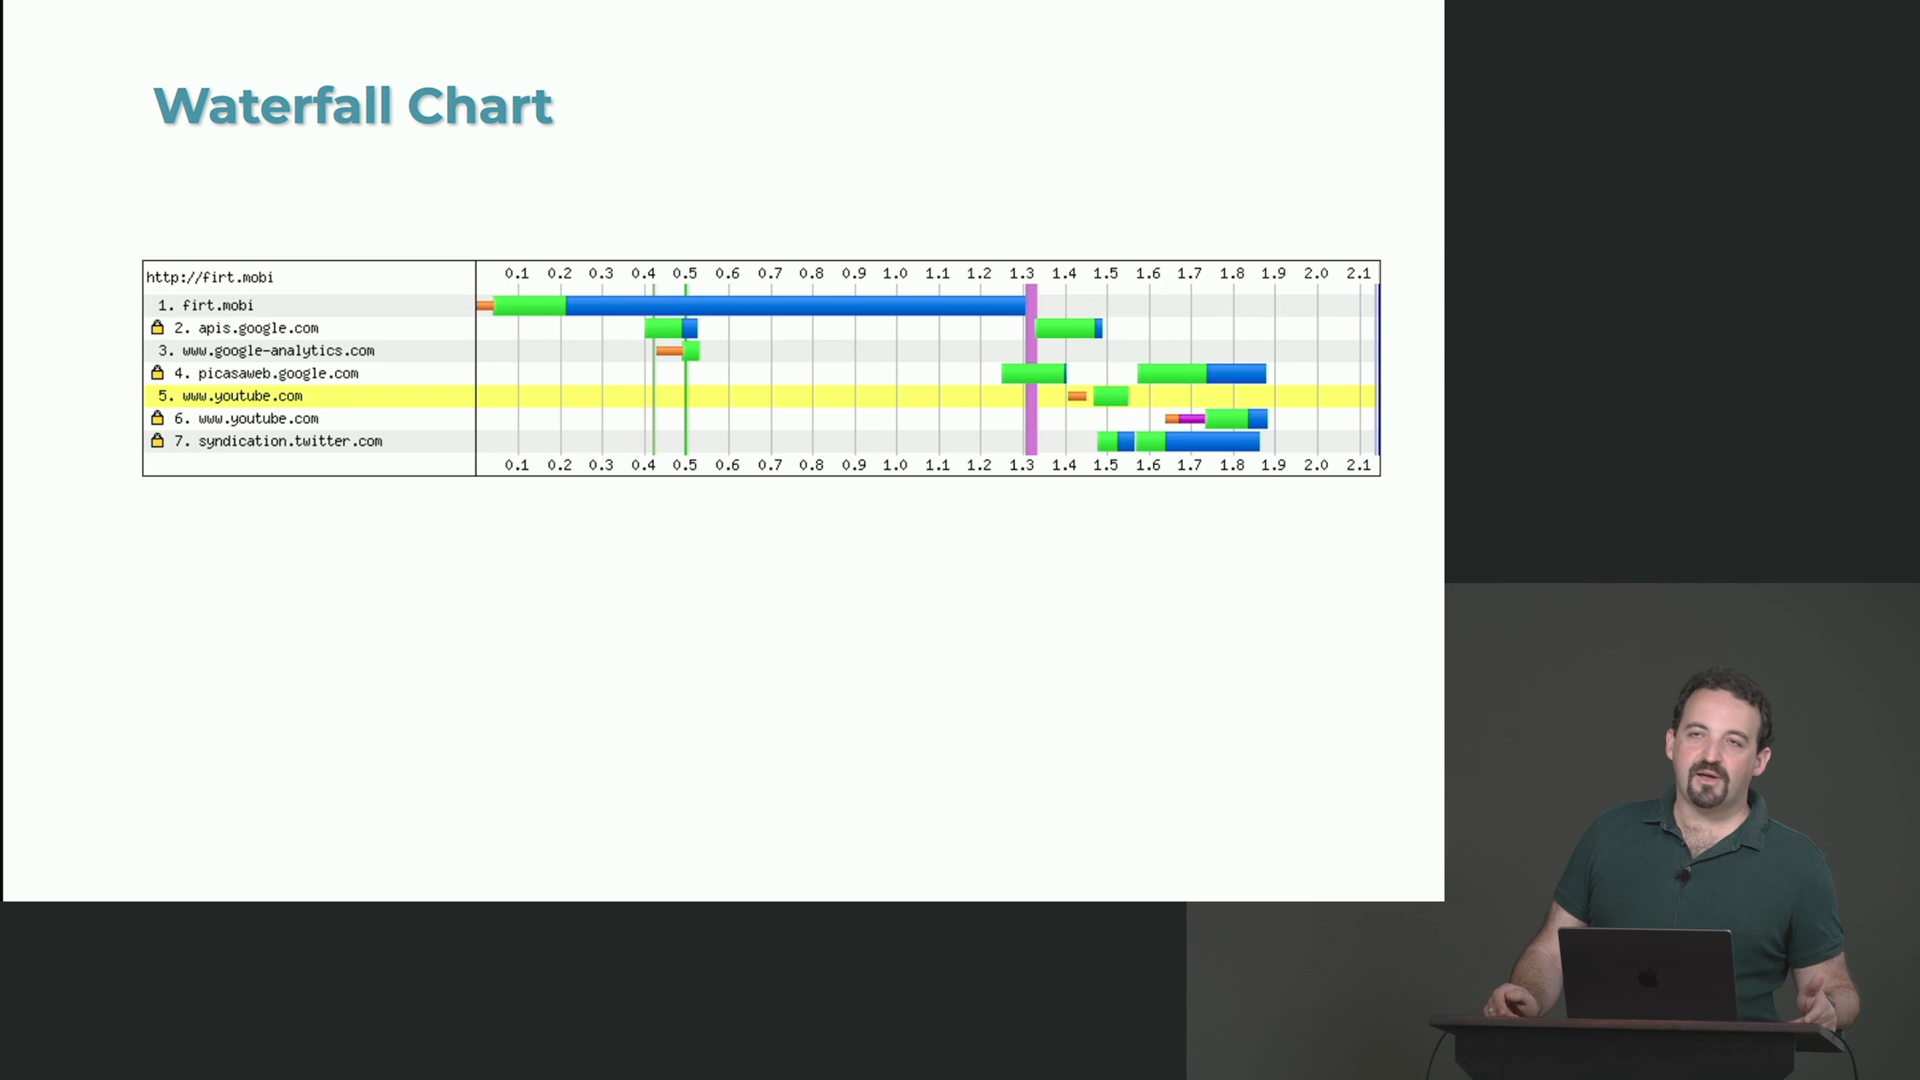 Waterfall Chart
http://firt.mobi
0.1 0.2 0.3 0.4 0.5 0.6 0.7 0.8 0.9 1.0 1.1 1.2 1.3 1.4 1.5 1.6 1.7 1.8 1.9 2.0 2.1
1. firt.mobi
2. apis.google.com
3. www.google-analytics.com
4. picasaweb.google.com
5. www.youtube.com
6. www.youtube.com
7. syndication.twitter.com
0.1 0.2 0.3 0.4 0.5 0.6 0.7 0.8 0.9 1.0 1.1 1.2 1.3 1.4 1.5 1.6 1.7 1.8 1.9 2.0 2.1